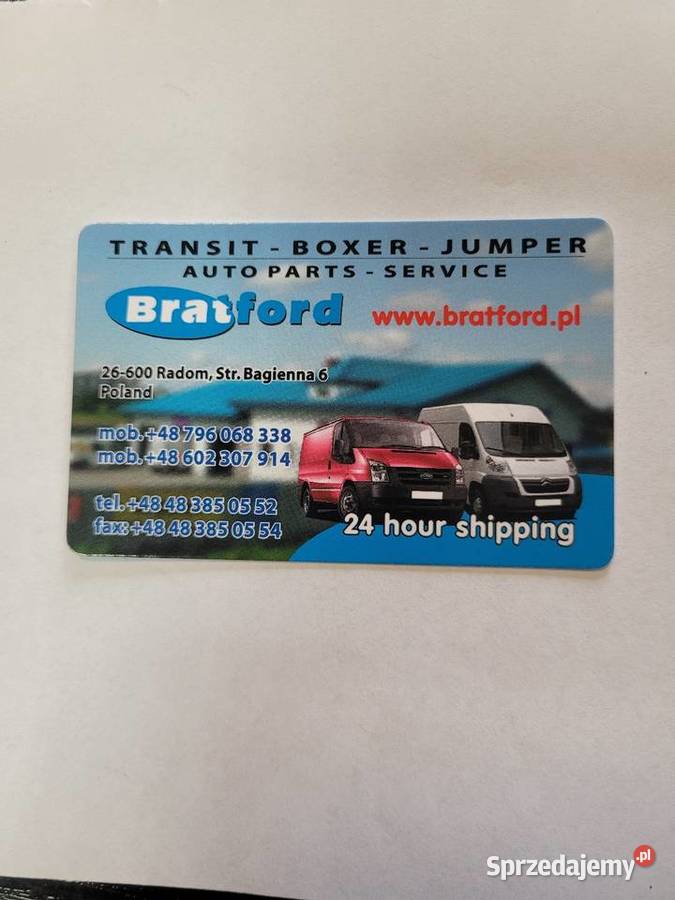 TRANSIT - BOXER - JUMPER
AUTO PARTS - SERVICE
Bratford www.bratford.pl
26-600 Radom, Str. Bagienna 6
Poland
mob.+48 796 068 338
mob.+48 602 307 914
tel.+48 48 385 05 52
fax:+48 48 385 05 54
24 hour shipping
Sprzedajemy.pl